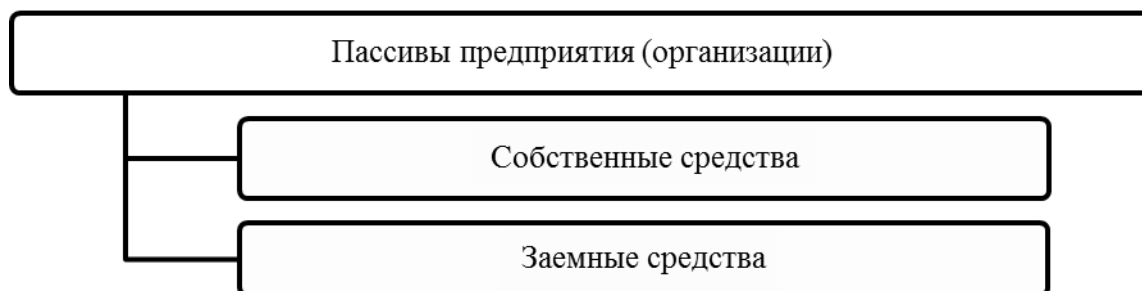 Пассивы предприятия (организации)
Собственные средства
Заемные средства